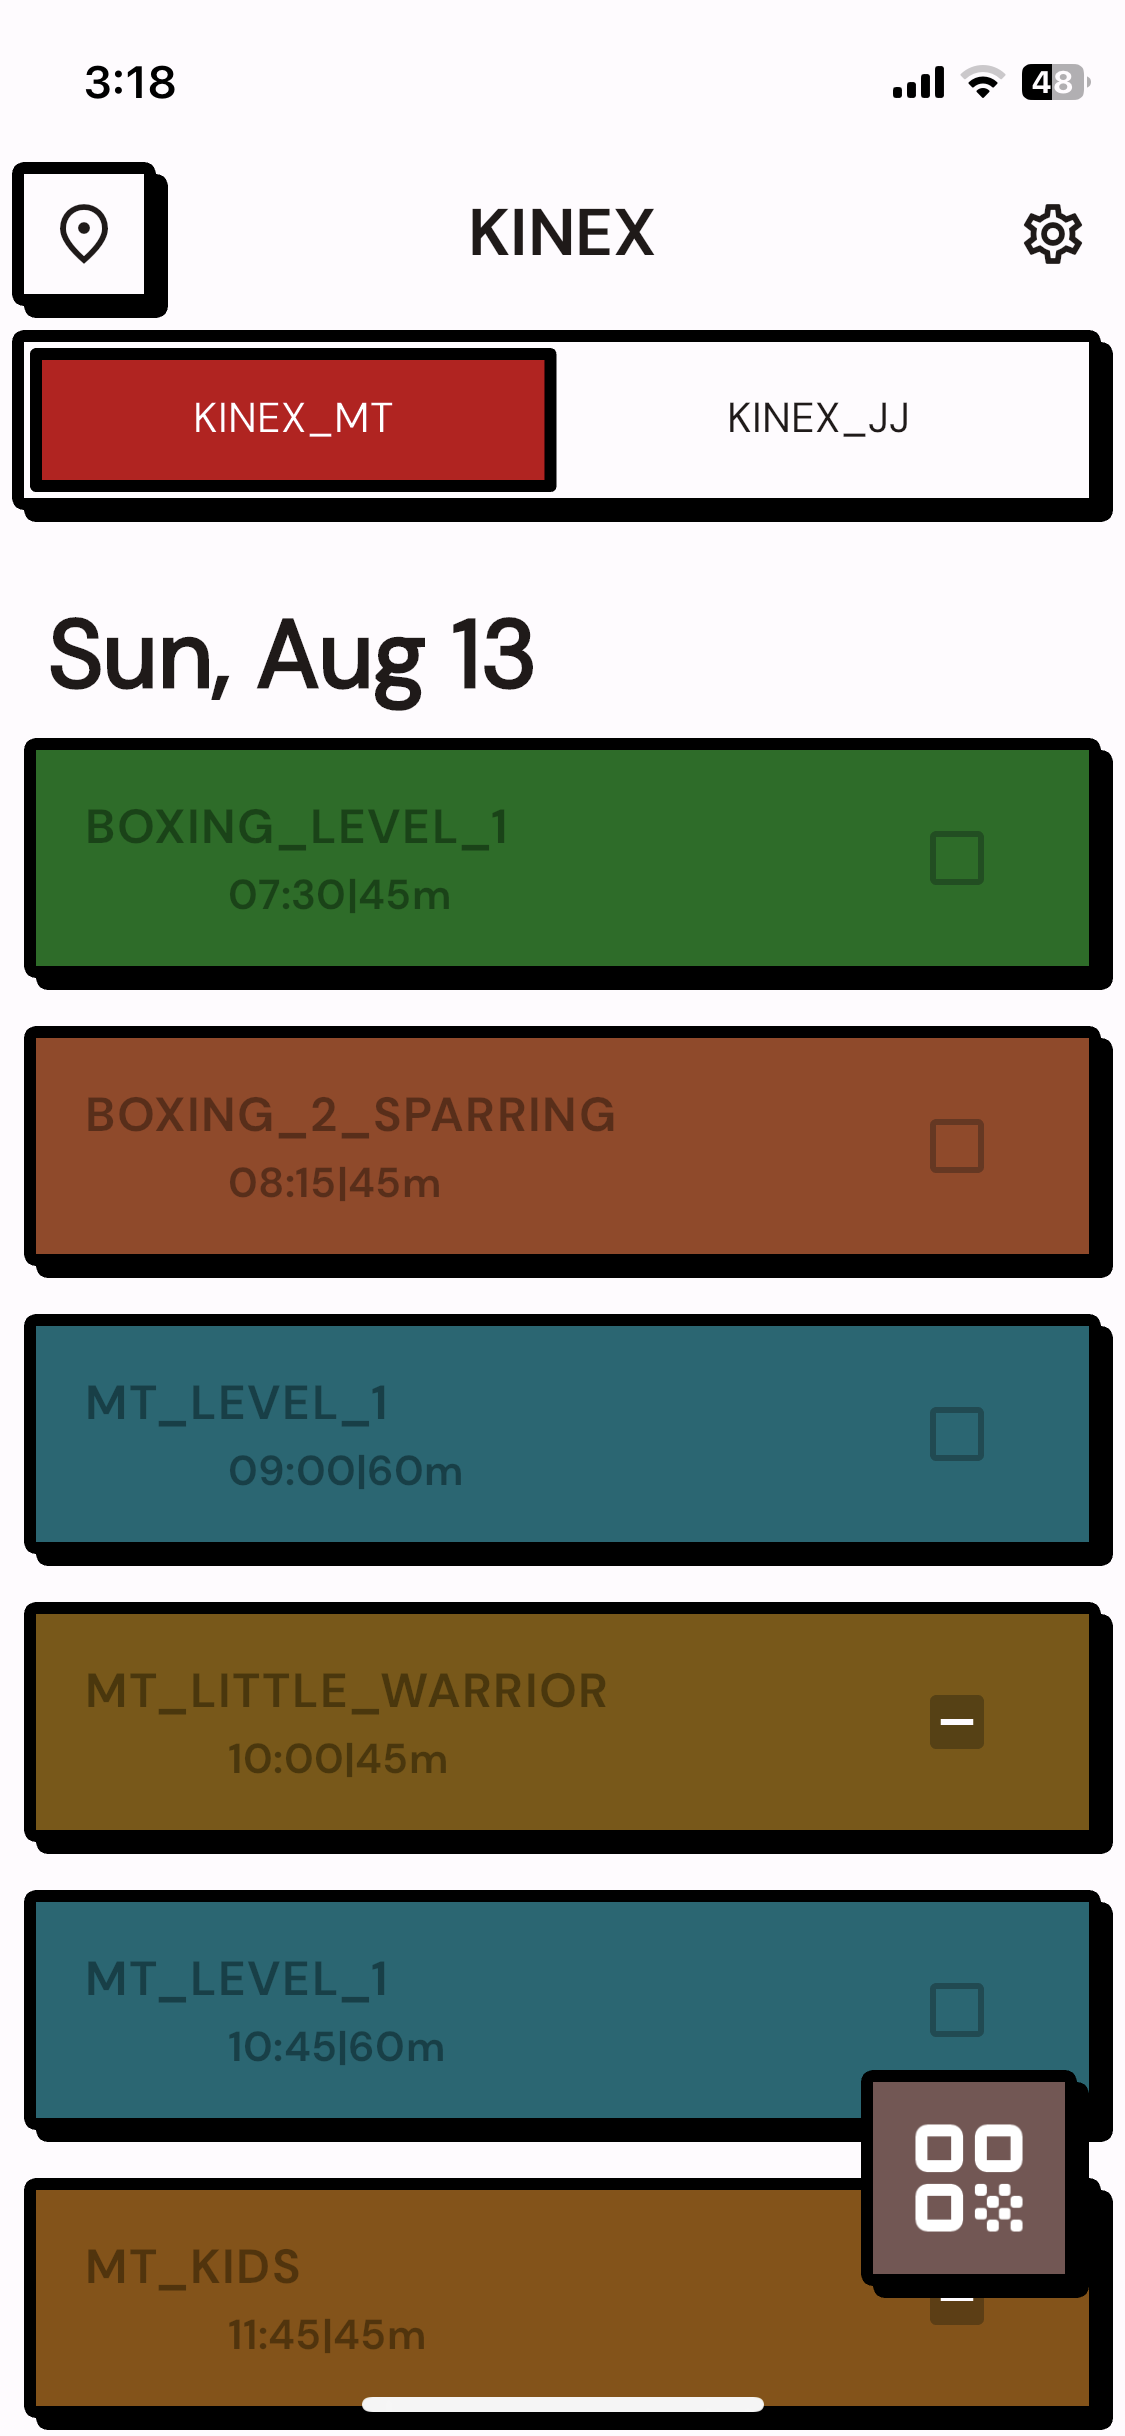 3:18
48
KINEX
KINEX_MT
KINEX_JJ
Sun, Aug 13
BOXING_LEVEL_1
07:30|45m
BOXING_2_SPARRING
08:15|45m
MT_LEVEL_1
09:00|60m
MT_LITTLE_WARRIOR
10:00|45m
MT_LEVEL_1
10:45|60m
MT_KIDS
11:45|45m